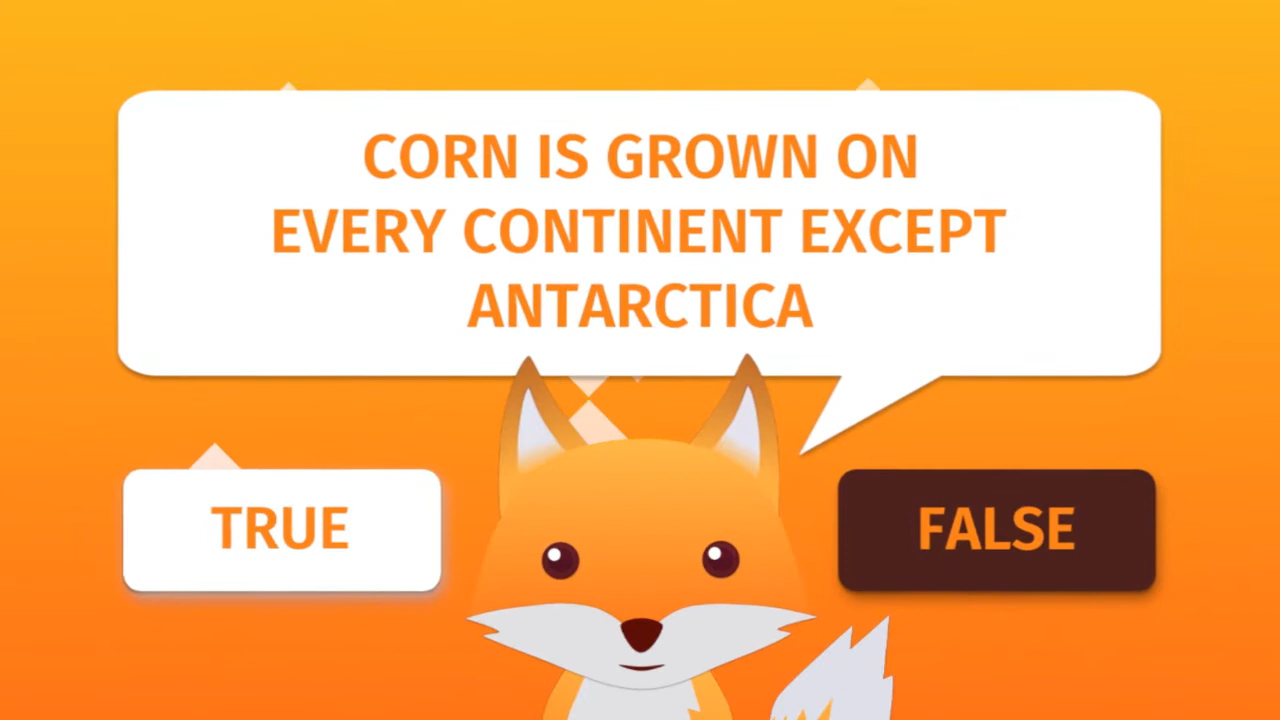 CORN IS GROWN ON
EVERY CONTINENT EXCEPT
ANTARCTICA
TRUE
FALSE